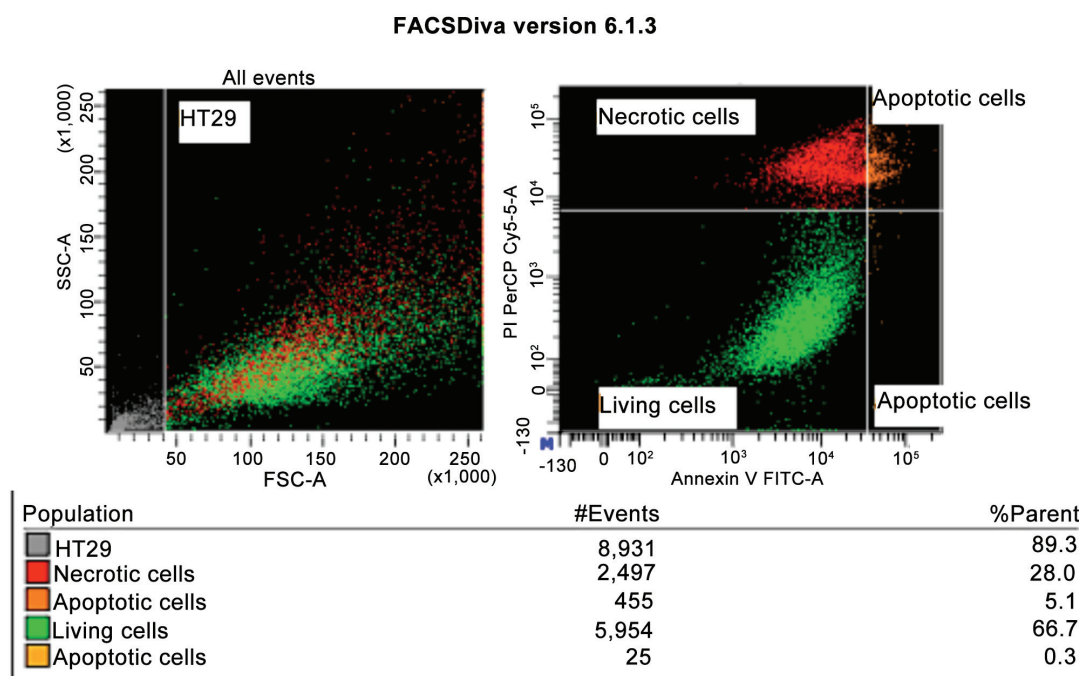 FACSDiva version 6.1.3
All events
HT29
SSC-A
(x1,000)
50
100
150
200
250
50
100
150
200
250
FSC-A
(x1,000)
Necrotic cells
Apoptotic cells
Living cells
Apoptotic cells
PI PerCP Cy5-5-A
10⁵
10⁴
10³
10²
0
-130
-130
0
10²
10³
10⁴
10⁵
Annexin V FITC-A
Population #Events %Parent
HT29 8,931 89.3
Necrotic cells 2,497 28.0
Apoptotic cells 455 5.1
Living cells 5,954 66.7
Apoptotic cells 25 0.3